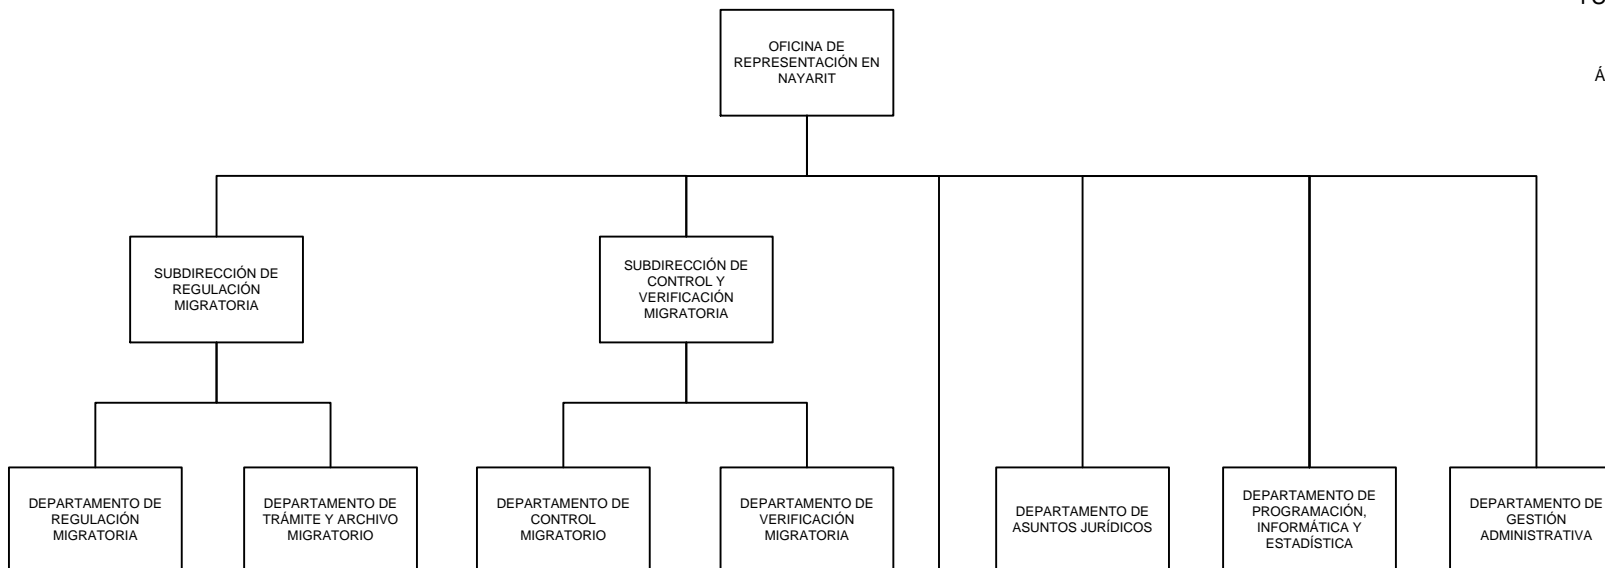 OFICINA DE
REPRESENTACIÓN EN
NAYARIT
SUBDIRECCIÓN DE
REGULACIÓN
MIGRATORIA
SUBDIRECCIÓN DE
CONTROL Y
VERIFICACIÓN
MIGRATORIA
DEPARTAMENTO DE
REGULACIÓN
MIGRATORIA
DEPARTAMENTO DE
TRÁMITE Y ARCHIVO
MIGRATORIO
DEPARTAMENTO DE
CONTROL
MIGRATORIO
DEPARTAMENTO DE
VERIFICACIÓN
MIGRATORIA
DEPARTAMENTO DE
ASUNTOS JURÍDICOS
DEPARTAMENTO DE
PROGRAMACIÓN,
INFORMÁTICA Y
ESTADÍSTICA
DEPARTAMENTO DE
GESTIÓN
ADMINISTRATIVA